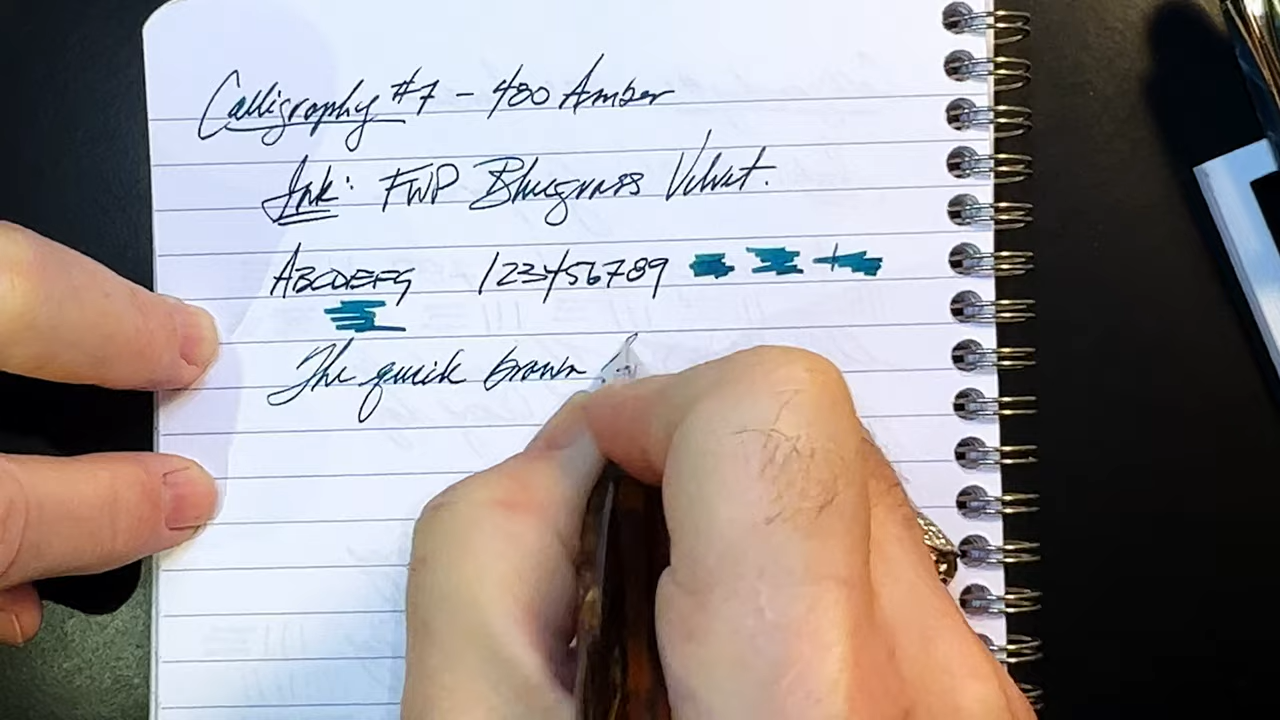 Calligraphy #7 - 480 Amber
Ink: FWP Bluegrass Velvet.
ABCDEFG 123456789
The quick brown